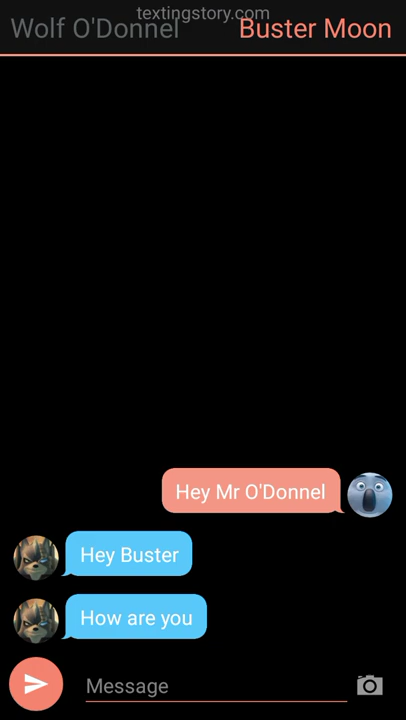 textingstory.com
Wolf O'Donnel
Buster Moon
Hey Mr O'Donnel
Hey Buster
How are you
Message